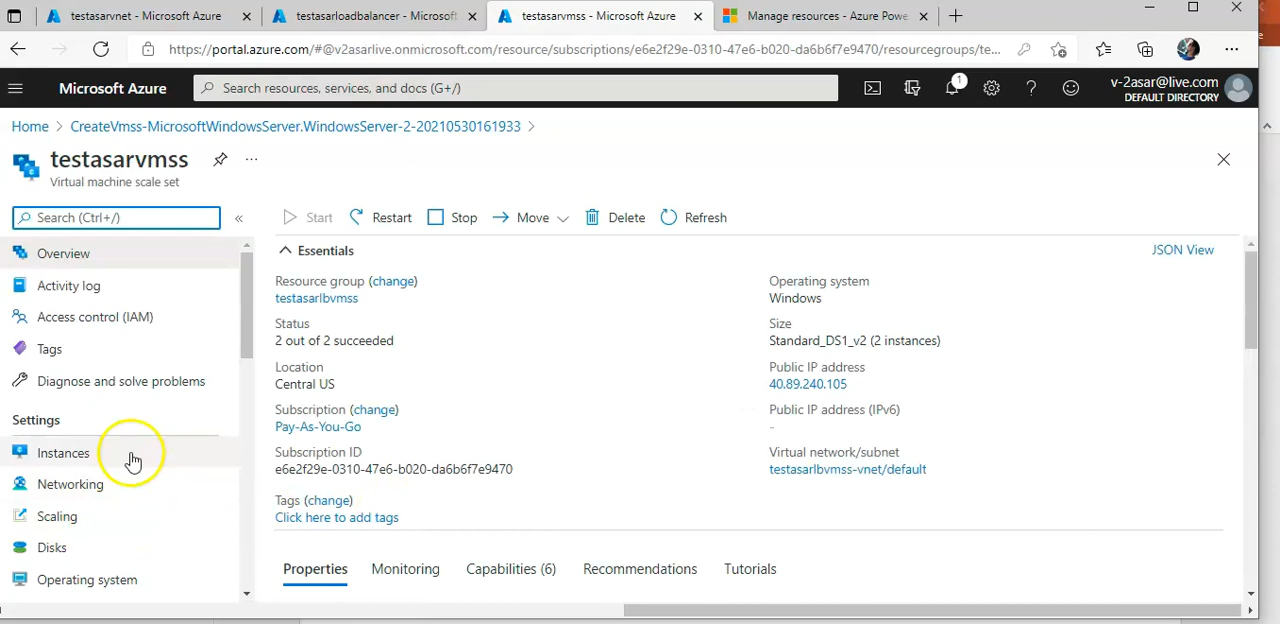 testasarvnet - Microsoft Azure
testasarloadbalancer - Microsoft
testasarvmss - Microsoft Azure
Manage resources - Azure Powe
https://portal.azure.com/#@v2asarlive.onmicrosoft.com/resource/subscriptions/e6e2f29e-0310-47e6-b020-da6b6f7e9470/resourcegroups/te...
Microsoft Azure
Search resources, services, and docs (G+/)
1
v-2asar@live.com
DEFAULT DIRECTORY
Home > CreateVmss-MicrosoftWindowsServer.WindowsServer-2-20210530161933 >
testasarvmss
Virtual machine scale set
Search (Ctrl+/)
Overview
Activity log
Access control (IAM)
Tags
Diagnose and solve problems
Settings
Instances
Networking
Scaling
Disks
Operating system
Start
Restart
Stop
Move
Delete
Refresh
Essentials
JSON View
Resource group (change)
testasarlbvmss
Status
2 out of 2 succeeded
Location
Central US
Subscription (change)
Pay-As-You-Go
Subscription ID
e6e2f29e-0310-47e6-b020-da6b6f7e9470
Tags (change)
Click here to add tags
Operating system
Windows
Size
Standard_DS1_v2 (2 instances)
Public IP address
40.89.240.105
Public IP address (IPv6)
-
Virtual network/subnet
testasarlbvmss-vnet/default
Properties
Monitoring
Capabilities (6)
Recommendations
Tutorials